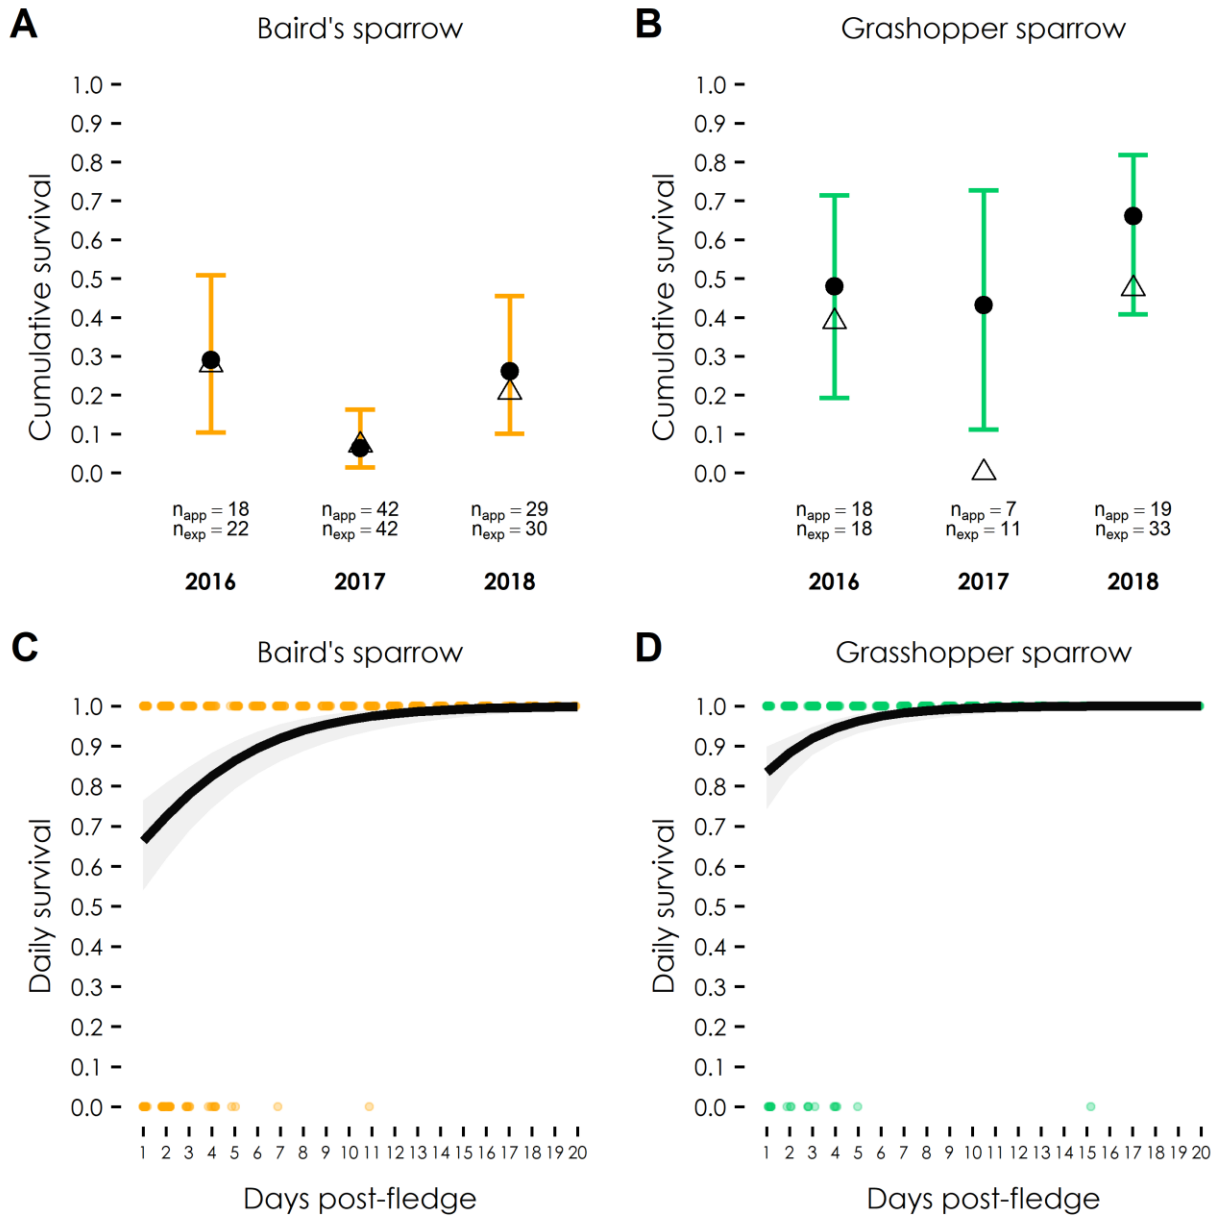 A
Baird's sparrow
Cumulative survival
1.0
0.9
0.8
0.7
0.6
0.5
0.4
0.3
0.2
0.1
0.0
napp = 18
nexp = 22
napp = 42
nexp = 42
napp = 29
nexp = 30
2016
2017
2018
B
Grashopper sparrow
Cumulative survival
1.0
0.9
0.8
0.7
0.6
0.5
0.4
0.3
0.2
0.1
0.0
napp = 18
nexp = 18
napp = 7
nexp = 11
napp = 19
nexp = 33
2016
2017
2018
C
Baird's sparrow
Daily survival
1.0
0.9
0.8
0.7
0.6
0.5
0.4
0.3
0.2
0.1
0.0
1 2 3 4 5 6 7 8 9 10 11 12 13 14 15 16 17 18 19 20
Days post-fledge
D
Grasshopper sparrow
Daily survival
1.0
0.9
0.8
0.7
0.6
0.5
0.4
0.3
0.2
0.1
0.0
1 2 3 4 5 6 7 8 9 10 11 12 13 14 15 16 17 18 19 20
Days post-fledge